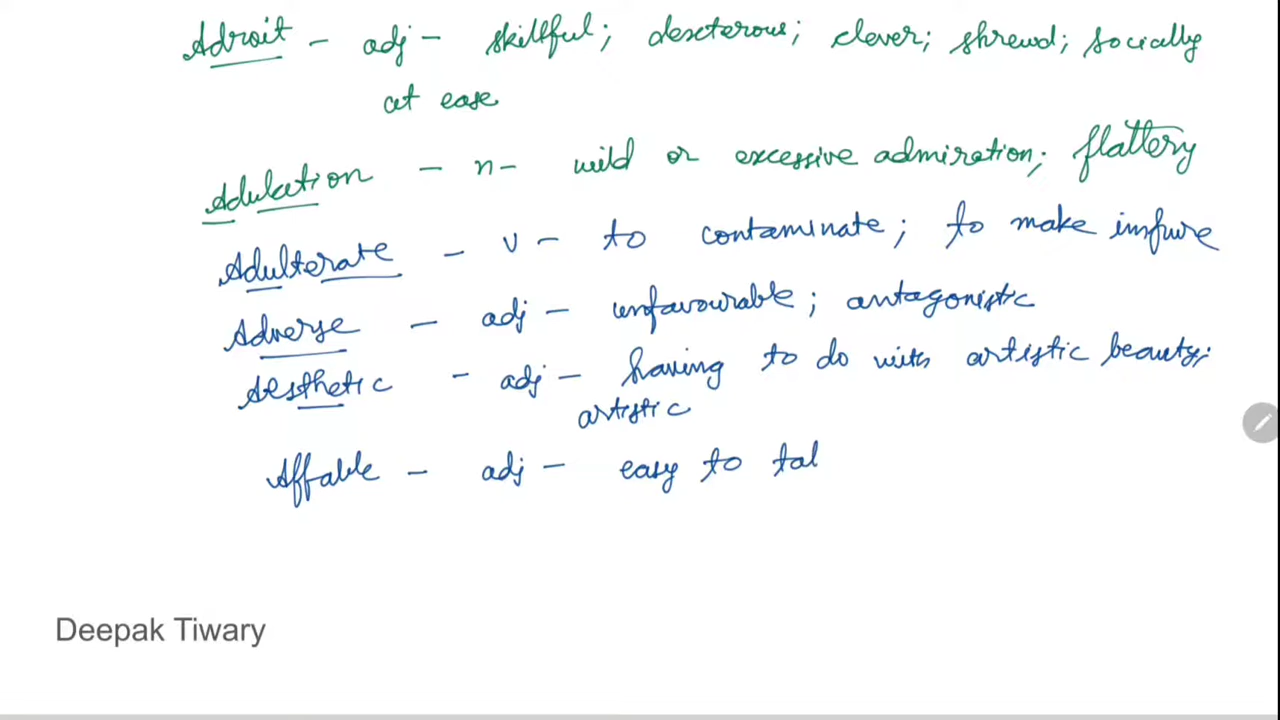 Adroit - adj - skillful; dexterous; clever; shrewd; socially
at ease
Adulation - n - wild or excessive admiration; flattery
Adulterate - v - to contaminate; to make impure
Adverse - adj - unfavourable; antagonistic
Aesthetic - adj - having to do with artistic beauty;
artistic
Affable - adj - easy to tal
Deepak Tiwary